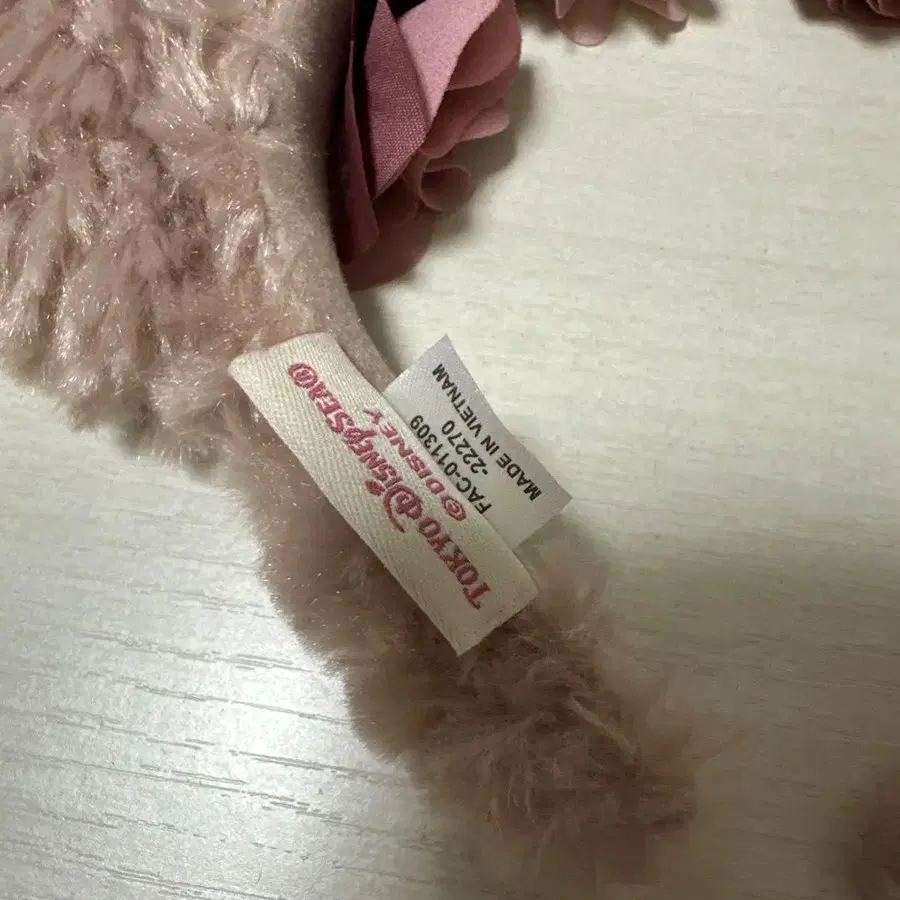 TOKYO DISNEYSEA®
© DISNEY
FAC-011309
-22270
MADE IN VIETNAM